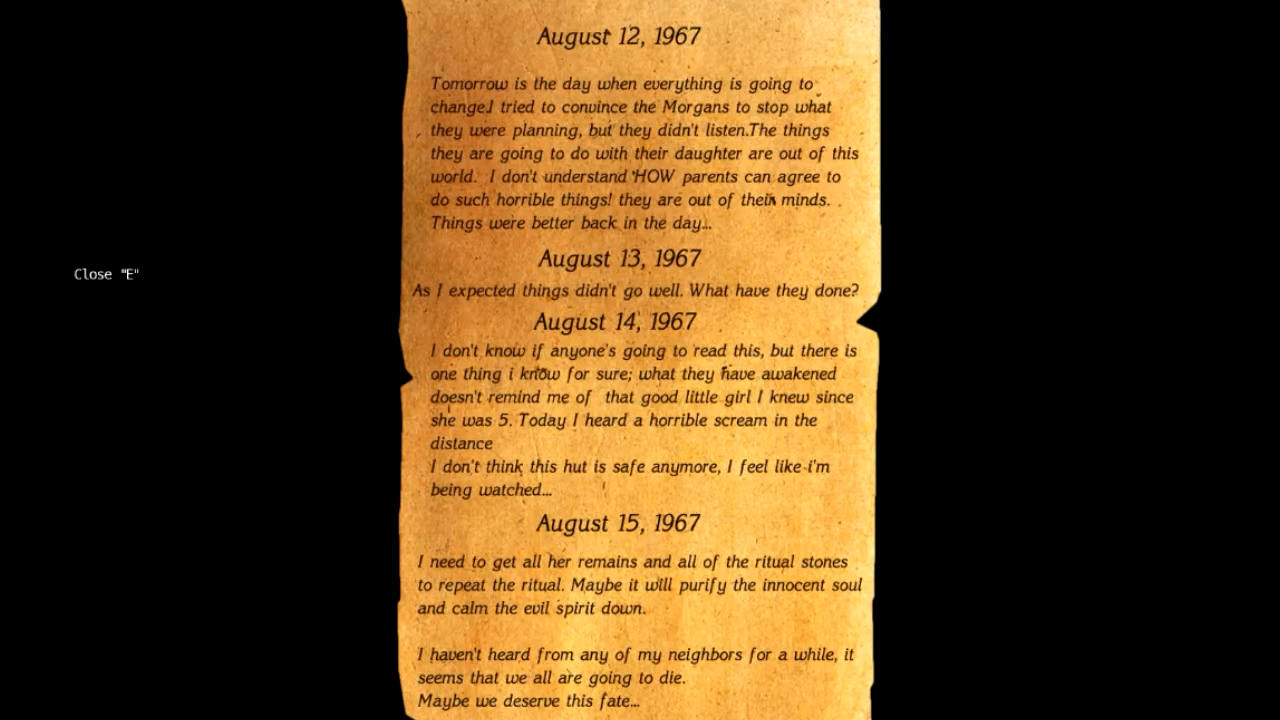 August 12, 1967
Tomorrow is the day when everything is going to
change.I tried to convince the Morgans to stop what
they were planning, but they didn't listen.The things
they are going to do with their daughter are out of this
world.  I don't understand HOW parents can agree to
do such horrible things! they are out of their minds.
Things were better back in the day...
August 13, 1967
As I expected things didn't go well. What have they done?
August 14, 1967
Close "E"
I don't know if anyone's going to read this, but there is
one thing i know for sure; what they have awakened
doesn't remind me of  that good little girl I knew since
she was 5. Today I heard a horrible scream in the
distance
I don't think this hut is safe anymore, I feel like i'm
being watched...
August 15, 1967
I need to get all her remains and all of the ritual stones
to repeat the ritual. Maybe it will purify the innocent soul
and calm the evil spirit down.
I haven't heard from any of my neighbors for a while, it
seems that we all are going to die.
Maybe we deserve this fate...